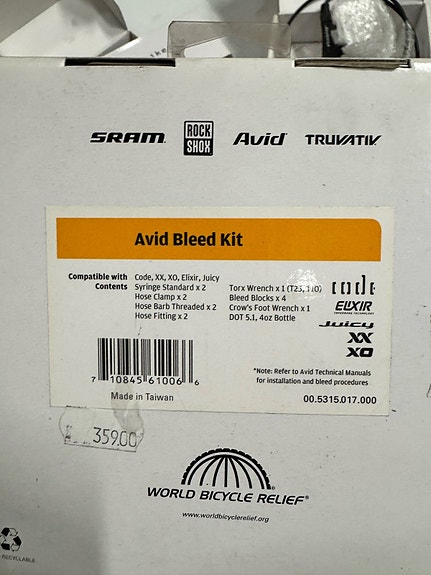 SRAM
ROCK
SHOX
Avid
TRUVATIV
Avid Bleed Kit
Compatible with Code, XX, XO, Elixir, Juicy
Contents Syringe Standard x 2
Hose Clamp x 2
Hose Barb Threaded x 2
Hose Fitting x 2
Torx Wrench x 1 (T25, T10)
Bleed Blocks x 4
Crow's Foot Wrench x 1
DOT 5.1, 4oz Bottle
code
ELIXIR
Juicy
XX
XO
7 10845 61006 6
Made in Taiwan
*Note: Refer to Avid Technical Manuals
for installation and bleed procedures
00.5315.017.000
359.00
WORLD BICYCLE RELIEF®
www.worldbicyclerelief.org
RECYCLABLE